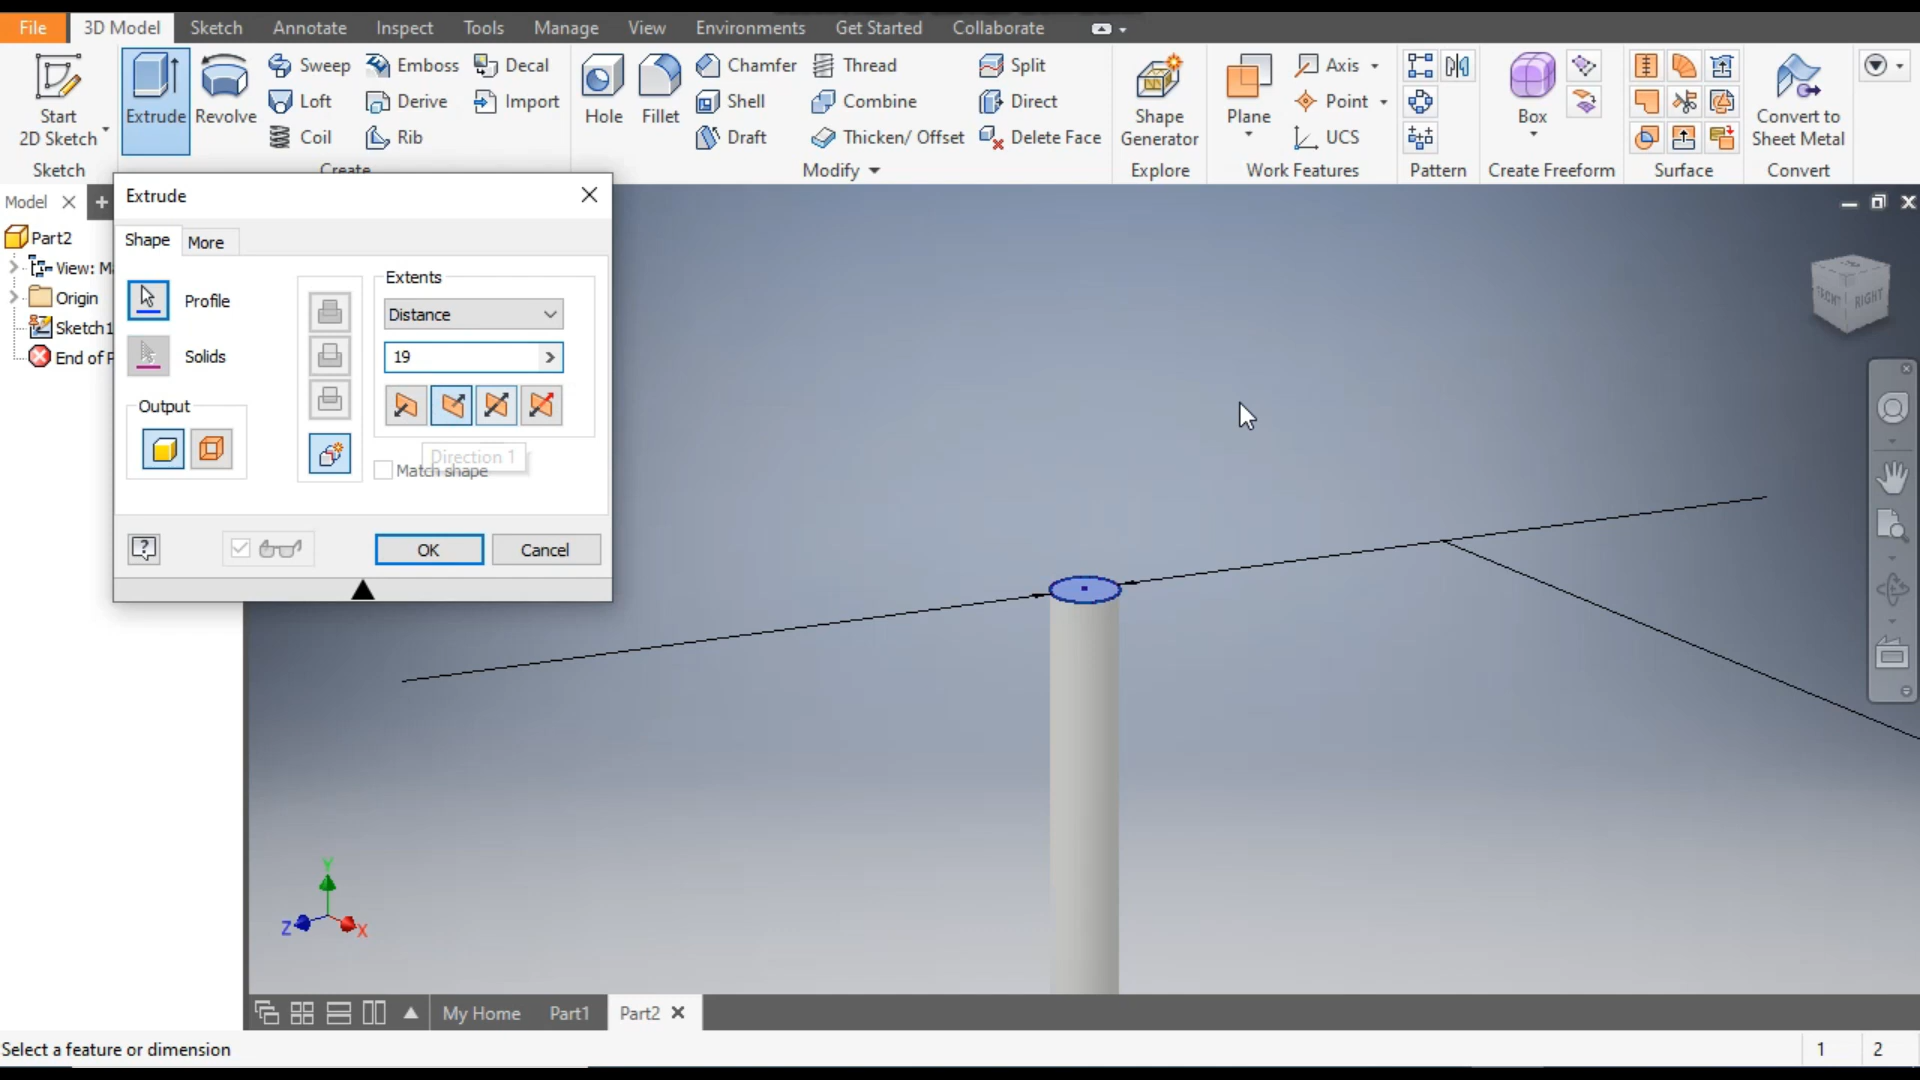 File 3D Model Sketch Annotate Inspect Tools Manage View Environments Get Started Collaborate
Start
2D Sketch
Extrude
Revolve
Sweep
Loft
Coil
Emboss
Derive
Rib
Decal
Import
Hole
Fillet
Chamfer
Shell
Draft
Thread
Combine
Thicken/ Offset
Split
Direct
Delete Face
Shape
Generator
Plane
Axis
Point
UCS
Box
Convert to
Sheet Metal
Sketch Create Modify Explore Work Features Pattern Create Freeform Surface Convert
Model
Part2
View: M
Origin
Sketch1
End of P
Extrude
Shape More
Profile
Solids
Output
Extents
Distance
19
Direction 1
Match shape
OK Cancel
FRONT RIGHT
Y
Z X
My Home Part1 Part2
Select a feature or dimension 1 2